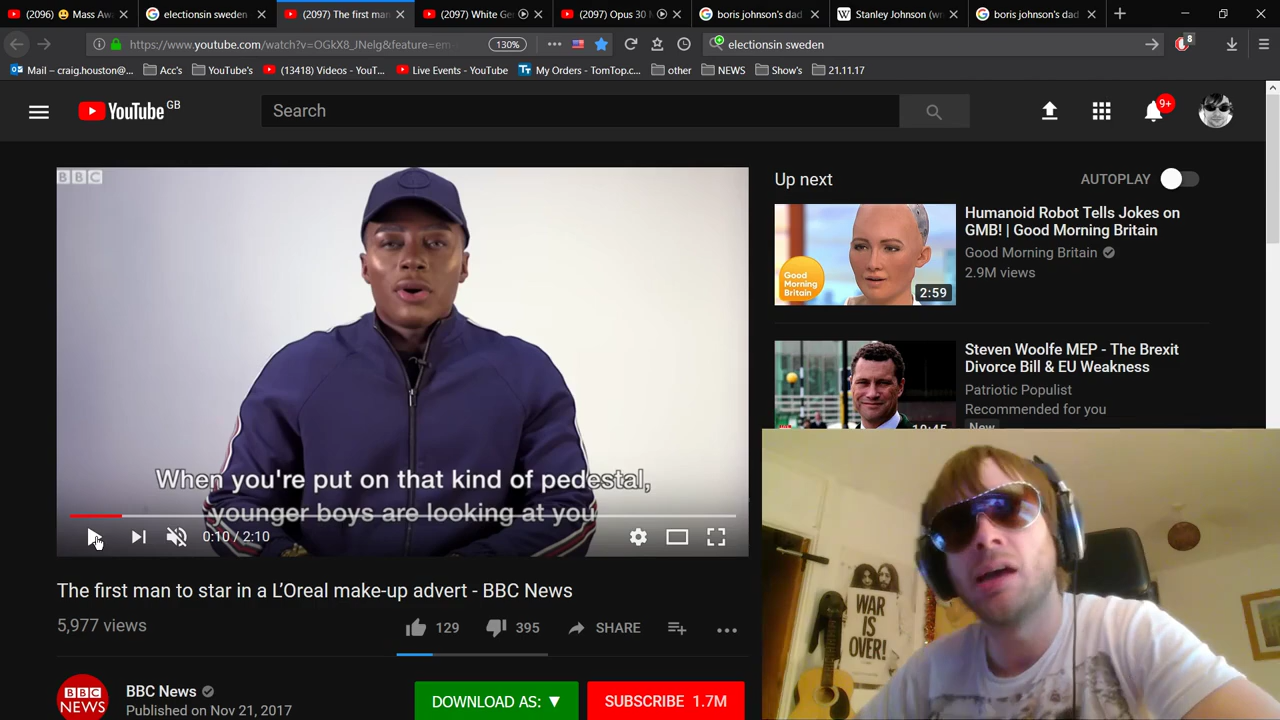 (2096) 😃 Mass Awa
electionsin sweden
(2097) The first man
(2097) White Ger
(2097) Opus 30 M
boris johnson's dad
Stanley Johnson (wr
boris johnson's dad
https://www.youtube.com/watch?v=OGkX8_JNeIg&feature=em-
130%
electionsin sweden
8
Mail – craig.houston@...
Acc's
YouTube's
(13418) Videos - YouT...
Live Events - YouTube
My Orders - TomTop.c...
other
NEWS
Show's
21.11.17
YouTube GB
Search
9+
BBC
When you're put on that kind of pedestal,
younger boys are looking at you
0:10 / 2:10
The first man to star in a L'Oreal make-up advert - BBC News
5,977 views
129
395
SHARE
BBC
NEWS
BBC News
Published on Nov 21, 2017
DOWNLOAD AS: ▼
SUBSCRIBE 1.7M
Up next
AUTOPLAY
Good
Morning
Britain
2:59
Humanoid Robot Tells Jokes on
GMB! | Good Morning Britain
Good Morning Britain
2.9M views
Steven Woolfe MEP - The Brexit
Divorce Bill & EU Weakness
Patriotic Populist
Recommended for you
New
WAR
IS
OVER!